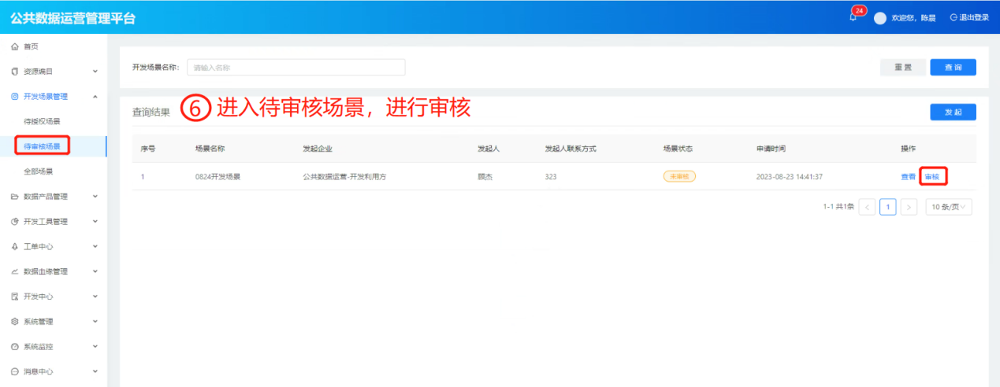 公共数据运营管理平台
24
欢迎您，陈晨
退出登录
首页
资源编目
开发场景管理
待授权场景
待审核场景
全部场景
数据产品管理
开发工具管理
工单中心
数据血缘管理
开发中心
系统管理
系统监控
消息中心
开发场景名称：
请输入名称
重置
查询
查询结果
⑥ 进入待审核场景，进行审核
发起
序号 场景名称 发起企业 发起人 发起人联系方式 场景状态 申请时间 操作
1 0824开发场景 公共数据运营-开发利用方 顾杰 323 未审核 2023-08-23 14:41:37 查看 审核
1-1 共1条 < 1 > 10 条/页